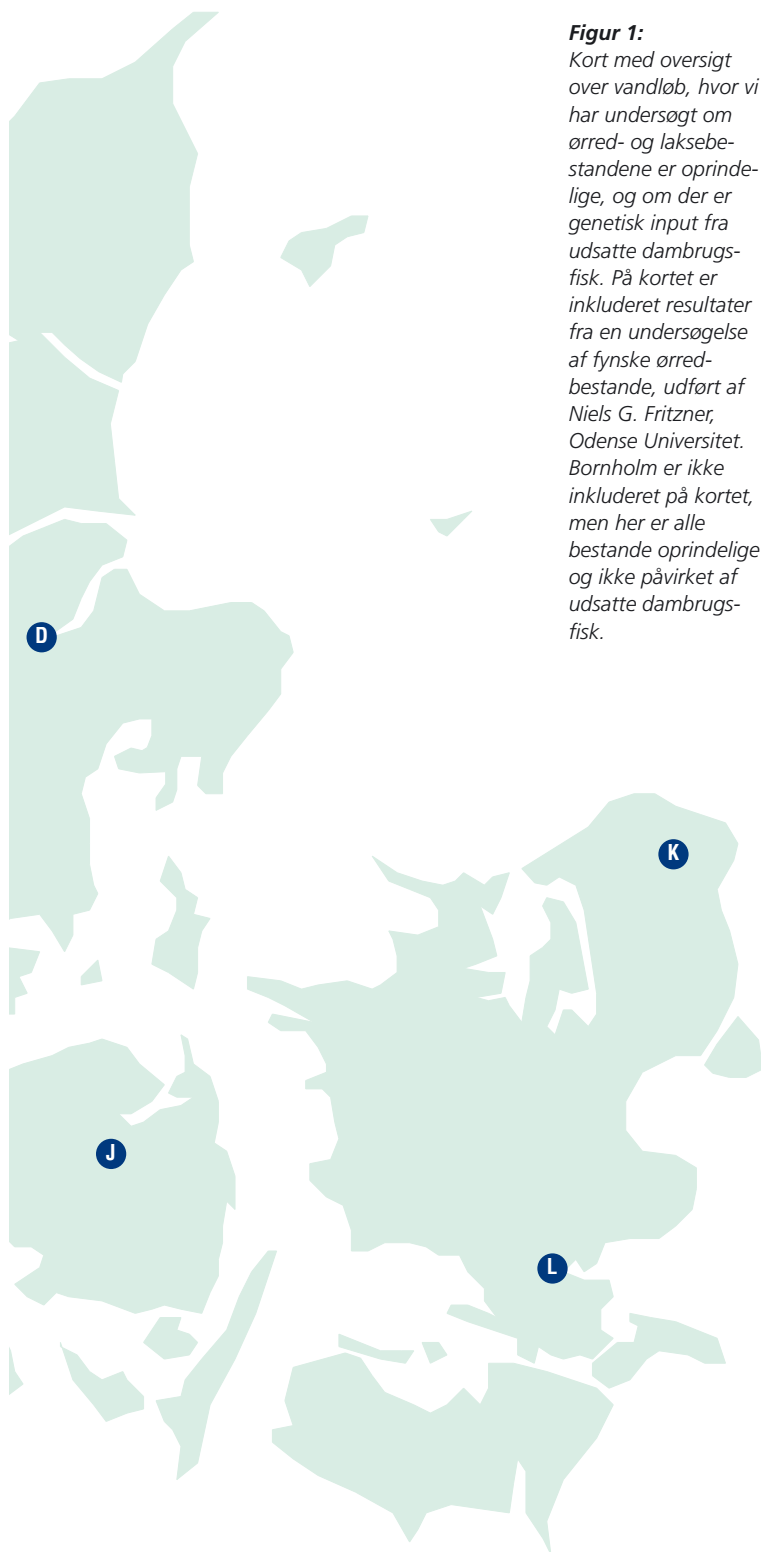 Figur 1:
Kort med oversigt
over vandløb, hvor vi
har undersøgt om
ørred- og laksebe-
standene er oprinde-
lige, og om der er
genetisk input fra
udsatte dambrugs-
fisk. På kortet er
inkluderet resultater
fra en undersøgelse
af fynske ørred-
bestande, udført af
Niels G. Fritzner,
Odense Universitet.
Bornholm er ikke
inkluderet på kortet,
men her er alle
bestande oprindelige
og ikke påvirket af
udsatte dambrugs-
fisk.
D
K
J
L